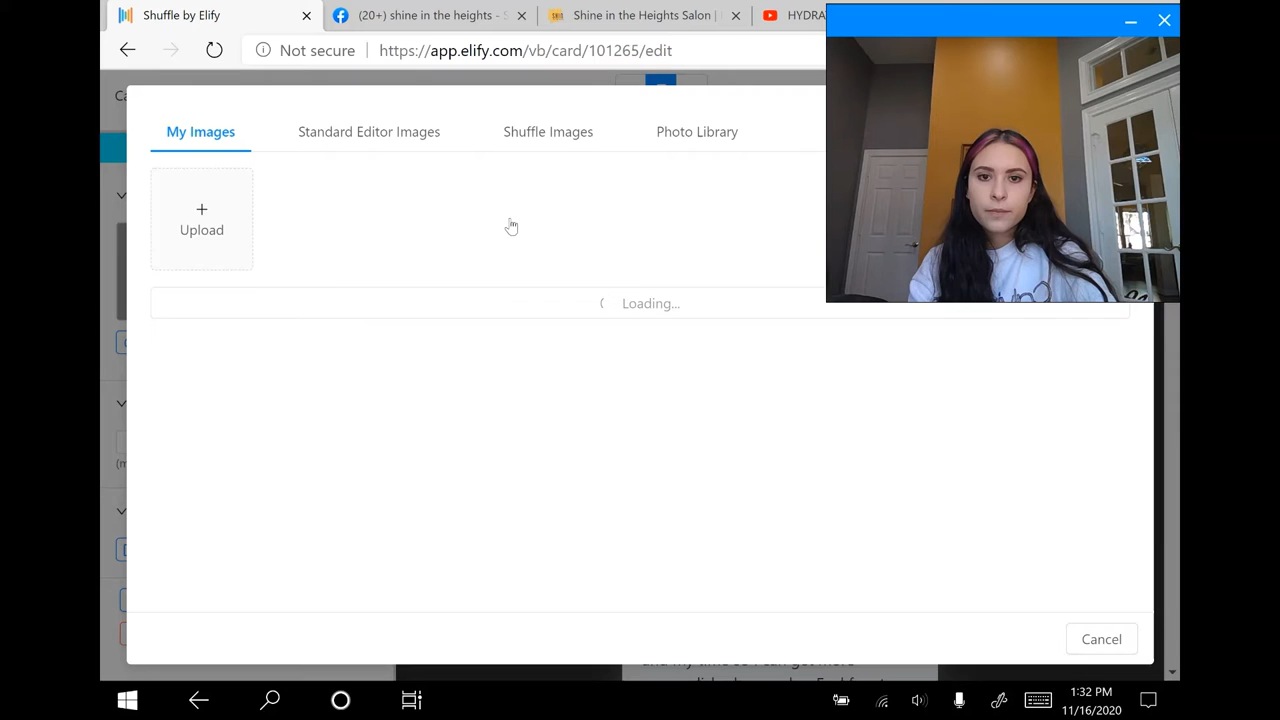 Shuffle by Elify
(20+) shine in the heights - S
Shine in the Heights Salon |
HYDRA
Not secure
https://app.elify.com/vb/card/101265/edit
Ca
My Images
Standard Editor Images
Shuffle Images
Photo Library
+
Upload
Loading...
(m
Cancel
1:32 PM
11/16/2020